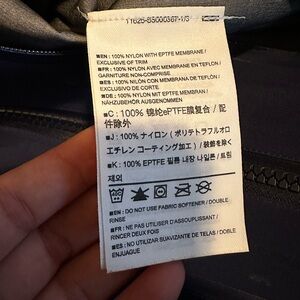 ■EN : 100% NYLON WITH EPTFE MEMBRANE/
EXCLUSIVE OF TRIM
■FR : 100% NYLON AVEC EN MEMBRANE TEFLON /
GARNITURE NON-COMPRISE
■ES : 100% NILON CON MEMBRANA DE TEFLON/
EXCLUSIVO DE CORTE
■DE : 100% NYLON MIT EPTFE MEMBRAN/
NÄHZUBEHÖR AUSGENOMMEN
■C : 100% 锦纶ePTFE膜复合/ 配
件除外
■J : 100% ナイロン ( ポリテトラフルオロ
エチレン コーティング加工 ) / 装飾を除く
■K : 100% EPTFE 필름 내장 나일론 / 트림
제외
■EN : DO NOT USE FABRIC SOFTENER / DOUBLE
RINSE
■FR : NE PAS UTILISER D'ASSOUPLISSANT/
RINCER DEUX FOIS
■ES : NO UTILIZAR SUAVIZANTE DE TELAS/ DOBLE
ENJUAGUE